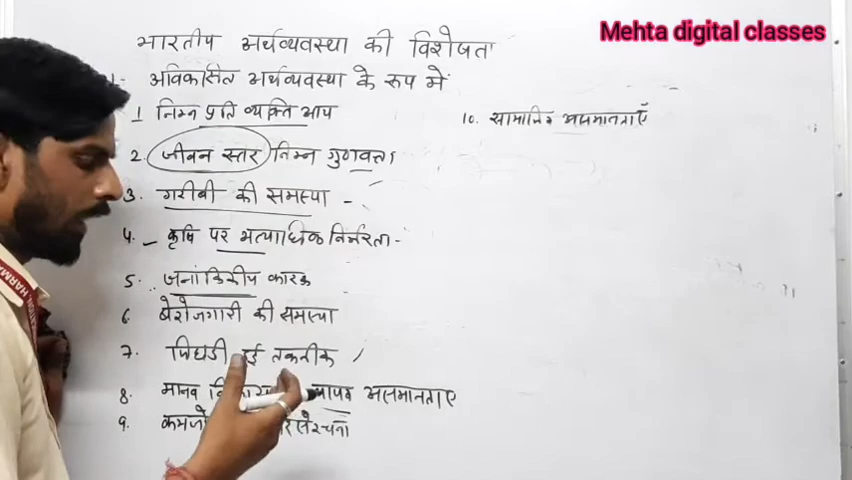 Mehta digital classes
भारतीय अर्थव्यवस्था की विशेषता
अविकसित अर्थव्यवस्था के रूप में
1 निम्न प्रति व्यक्ति आय
2. जीवन स्तर निम्न गुणवत्ता
3. गरीबी की समस्या -
4. कृषि पर अत्याधिक निर्भरता -
5. जनांकिकीय कारक
6 बेरोजगारी की समस्या
7. पिछडी हुई तकनीक
8. मानव असमानताए
9.
10. सामाजिक असमानताएँ